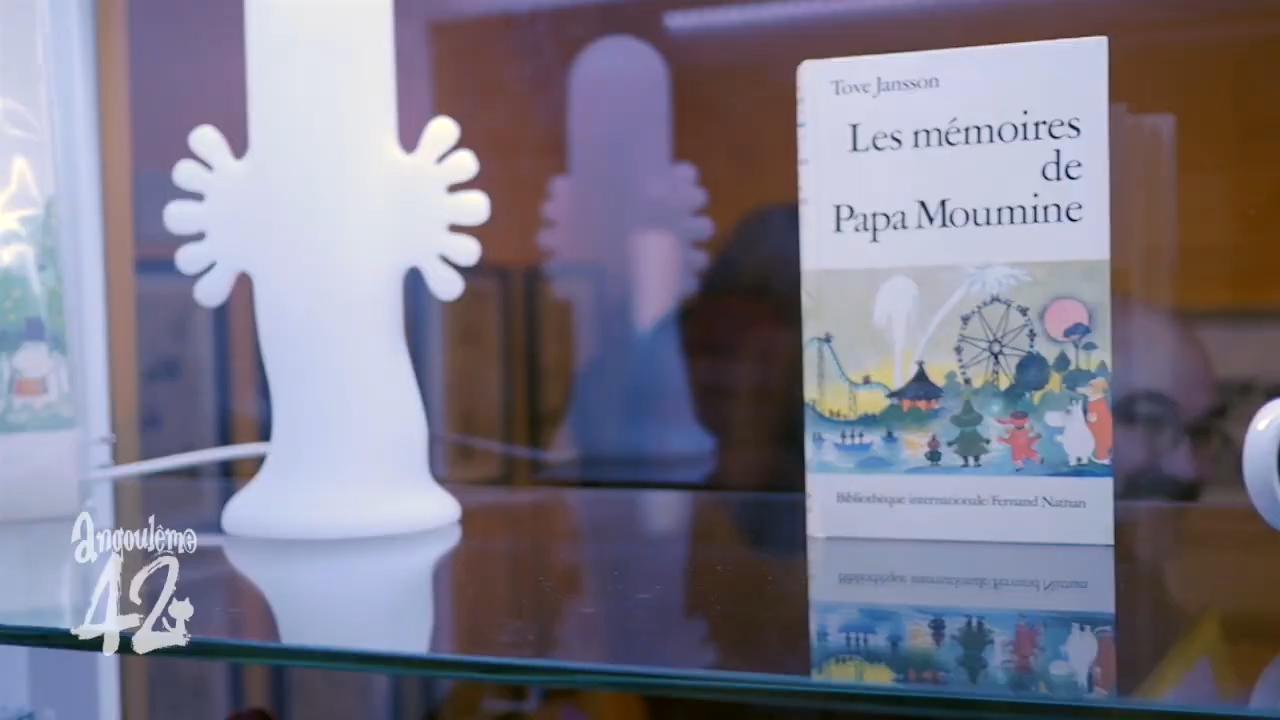 Tove Jansson
Les mémoires
de
Papa Moumine
Bibliothèque internationale/Fernand Nathan
angoulême
42